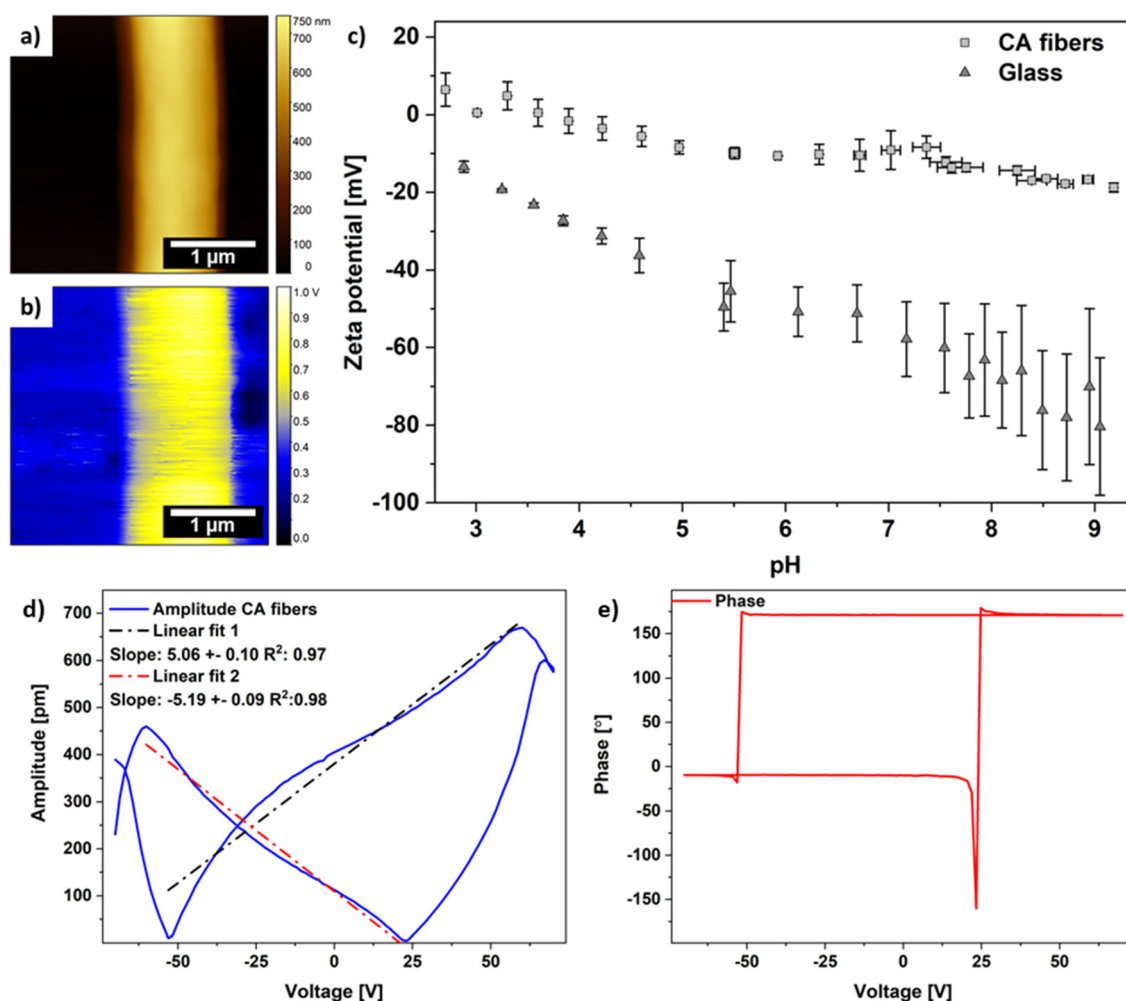 a)
750 nm
700
600
500
400
300
200
100
0
1 µm
b)
1.0 V
0.9
0.8
0.7
0.6
0.5
0.4
0.3
0.2
0.1
0.0
1 µm
c)
CA fibers
Glass
20
0
-20
-40
-60
-80
-100
Zeta potential [mV]
3 4 5 6 7 8 9
pH
d)
Amplitude CA fibers
Linear fit 1
Slope: 5.06 +- 0.10 R²: 0.97
Linear fit 2
Slope: -5.19 +- 0.09 R²:0.98
700
600
500
400
300
200
100
Amplitude [pm]
-50 -25 0 25 50
Voltage [V]
e)
Phase
150
100
50
0
-50
-100
-150
Phase [°]
-50 -25 0 25 50
Voltage [V]